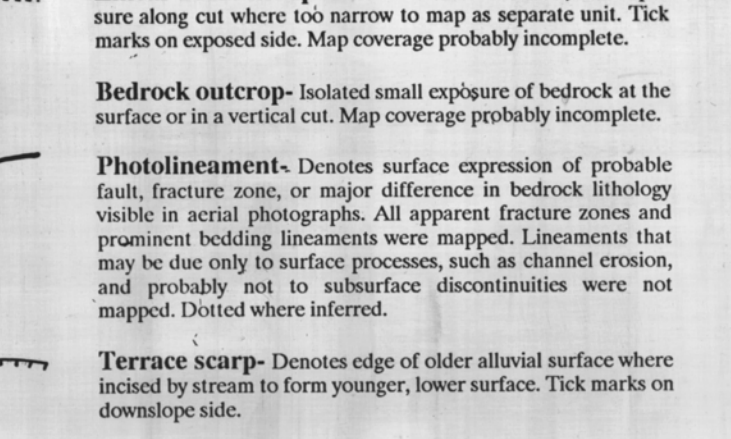 sure along cut where too narrow to map as separate unit. Tick
marks on exposed side. Map coverage probably incomplete.
Bedrock outcrop- Isolated small exposure of bedrock at the
surface or in a vertical cut. Map coverage probably incomplete.
Photolineament- Denotes surface expression of probable
fault, fracture zone, or major difference in bedrock lithology
visible in aerial photographs. All apparent fracture zones and
prominent bedding lineaments were mapped. Lineaments that
may be due only to surface processes, such as channel erosion,
and probably not to subsurface discontinuities were not
mapped. Dotted where inferred.
Terrace scarp- Denotes edge of older alluvial surface where
incised by stream to form younger, lower surface. Tick marks on
downslope side.